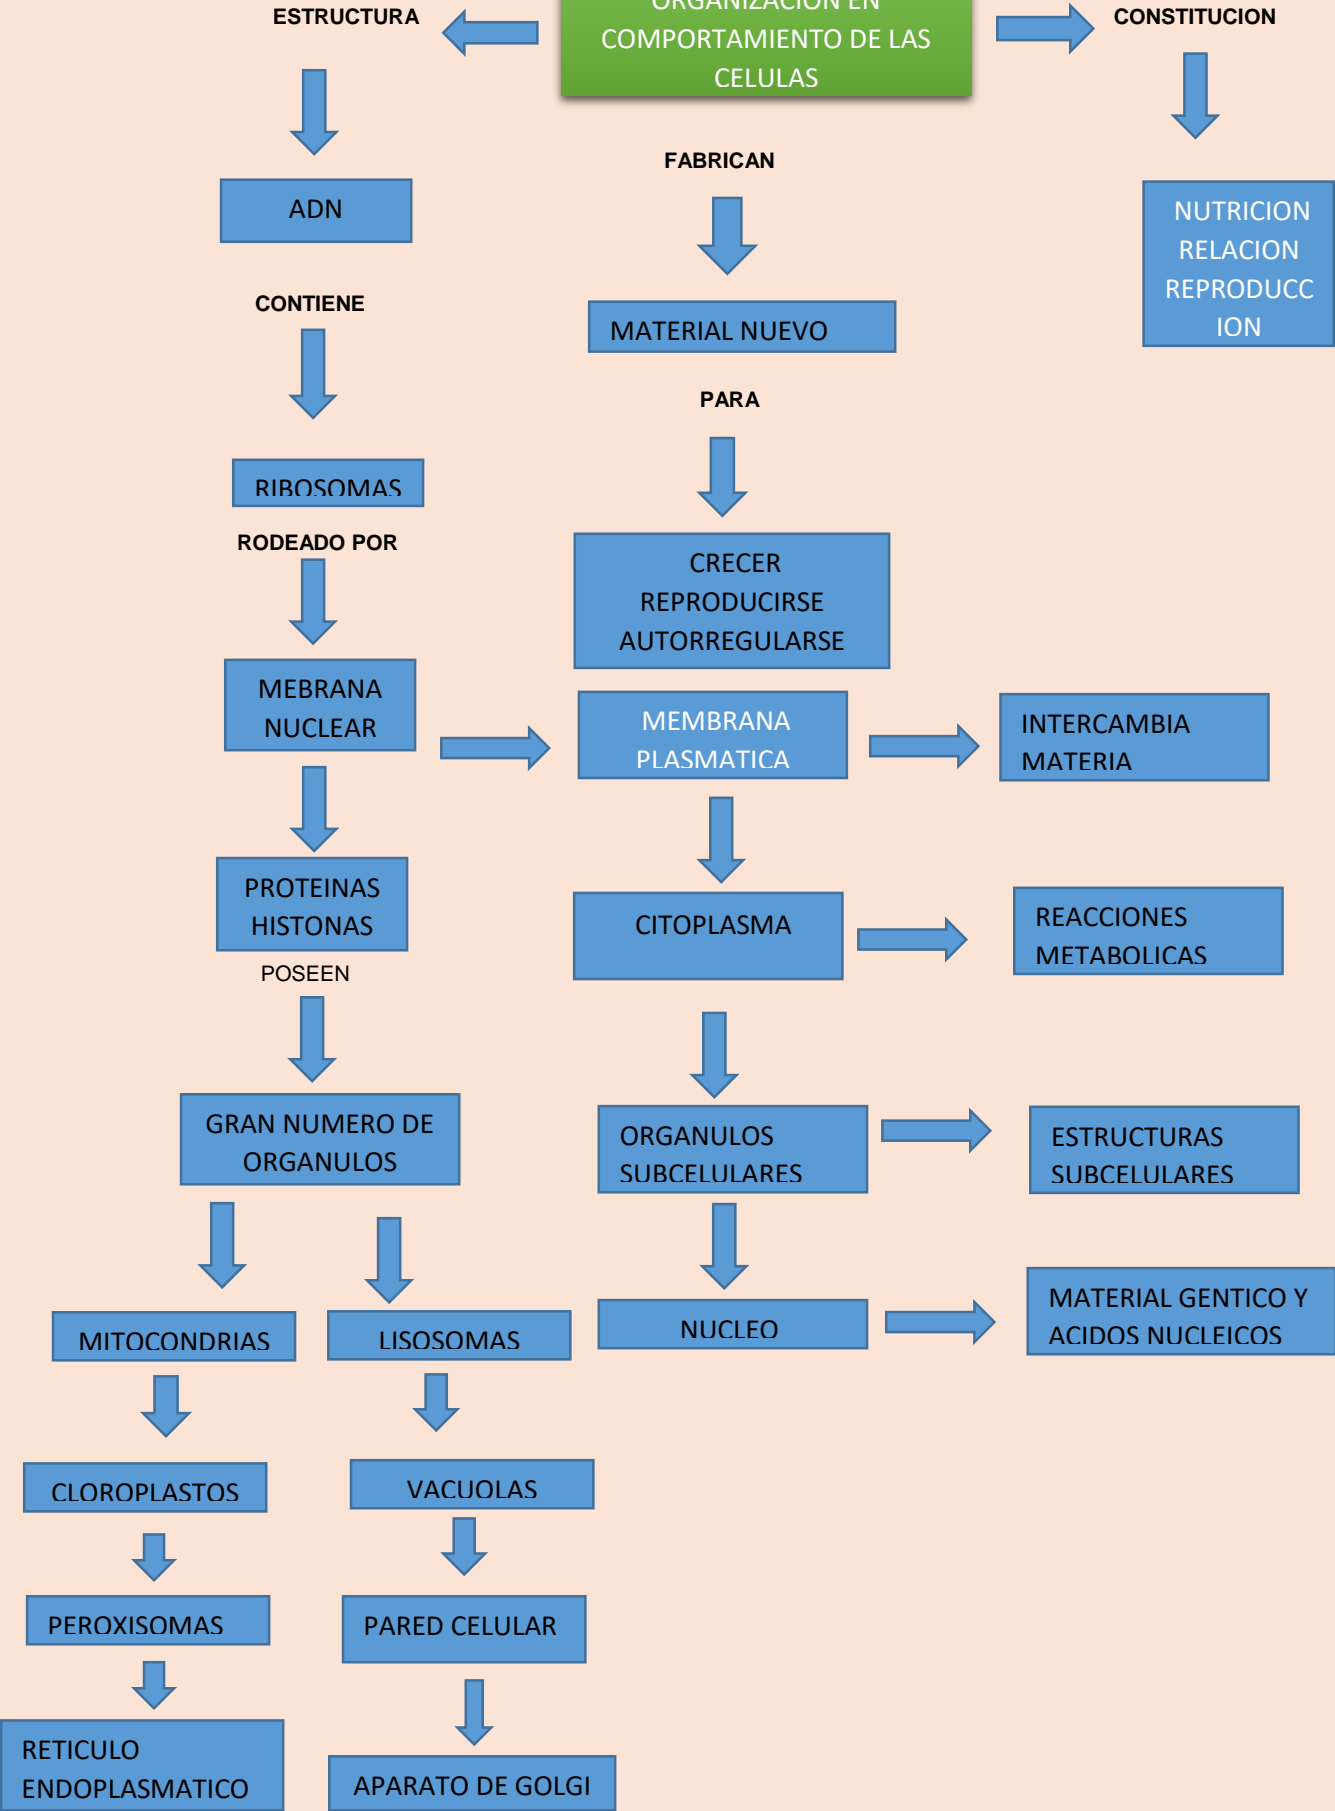 ESTRUCTURA
ORGANIZACIÓN EN
COMPORTAMIENTO DE LAS
CELULAS
CONSTITUCION
FABRICAN
ADN
NUTRICION
RELACION
REPRODUCC
ION
CONTIENE
MATERIAL NUEVO
PARA
RIBOSOMAS
RODEADO POR
CRECER
REPRODUCIRSE
AUTORREGULARSE
MEBRANA
NUCLEAR
MEMBRANA
PLASMATICA
INTERCAMBIA
MATERIA
PROTEINAS
HISTONAS
CITOPLASMA
REACCIONES
METABOLICAS
POSEEN
GRAN NUMERO DE
ORGANULOS
ORGANULOS
SUBCELULARES
ESTRUCTURAS
SUBCELULARES
MITOCONDRIAS
LISOSOMAS
NUCLEO
MATERIAL GENTICO Y
ACIDOS NUCLEICOS
CLOROPLASTOS
VACUOLAS
PEROXISOMAS
PARED CELULAR
RETICULO
ENDOPLASMATICO
APARATO DE GOLGI